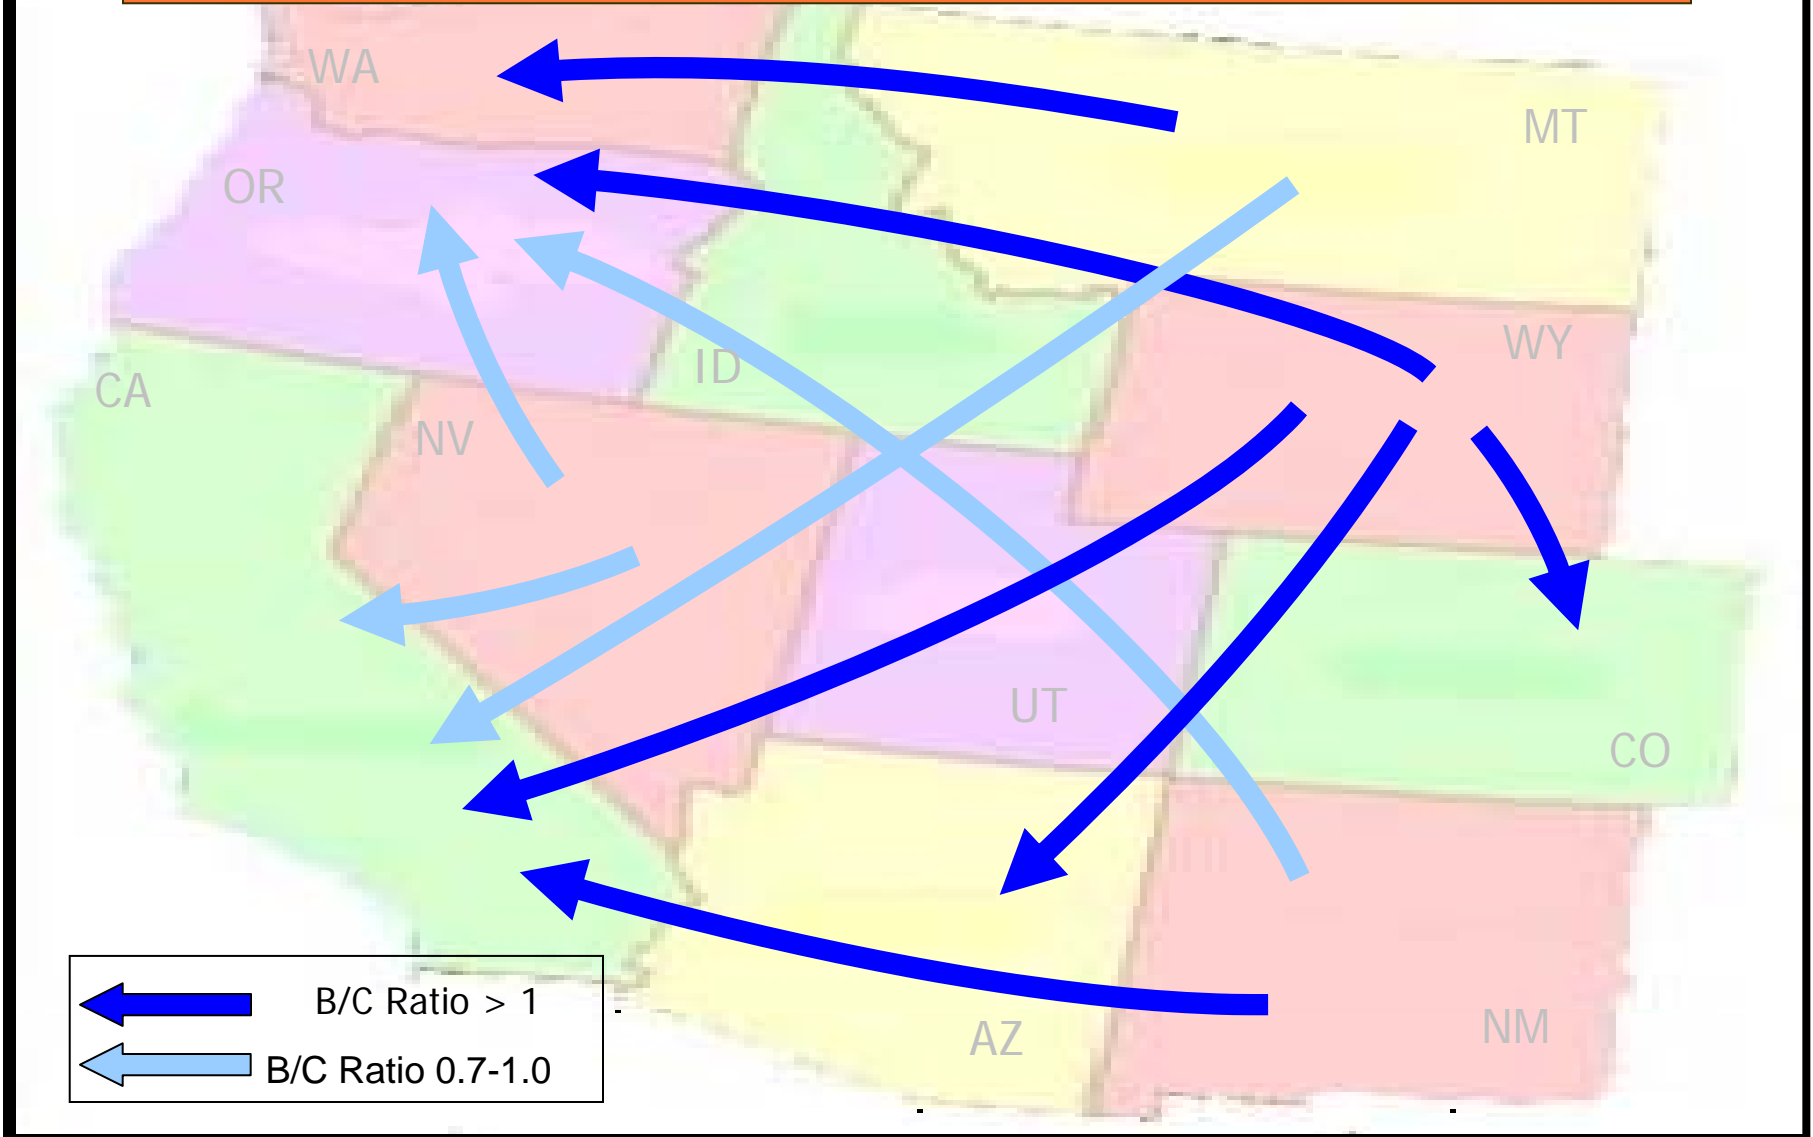 WA
MT
OR
WY
ID
CA
NV
UT
CO
B/C Ratio > 1
AZ
NM
B/C Ratio 0.7-1.0